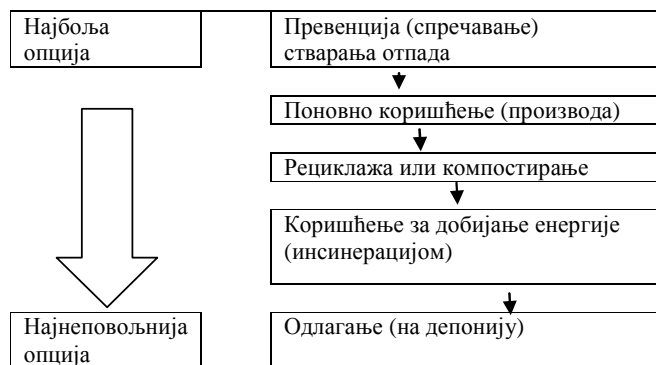 Најбоља
опција
Превенција (спречавање)
стварања отпада
Поновно коришћење (производа)
Рециклажа или компостирање
Коришћење за добијање енергије
(инсинерацијом)
Најнеповољнија
опција
Одлагање (на депонију)